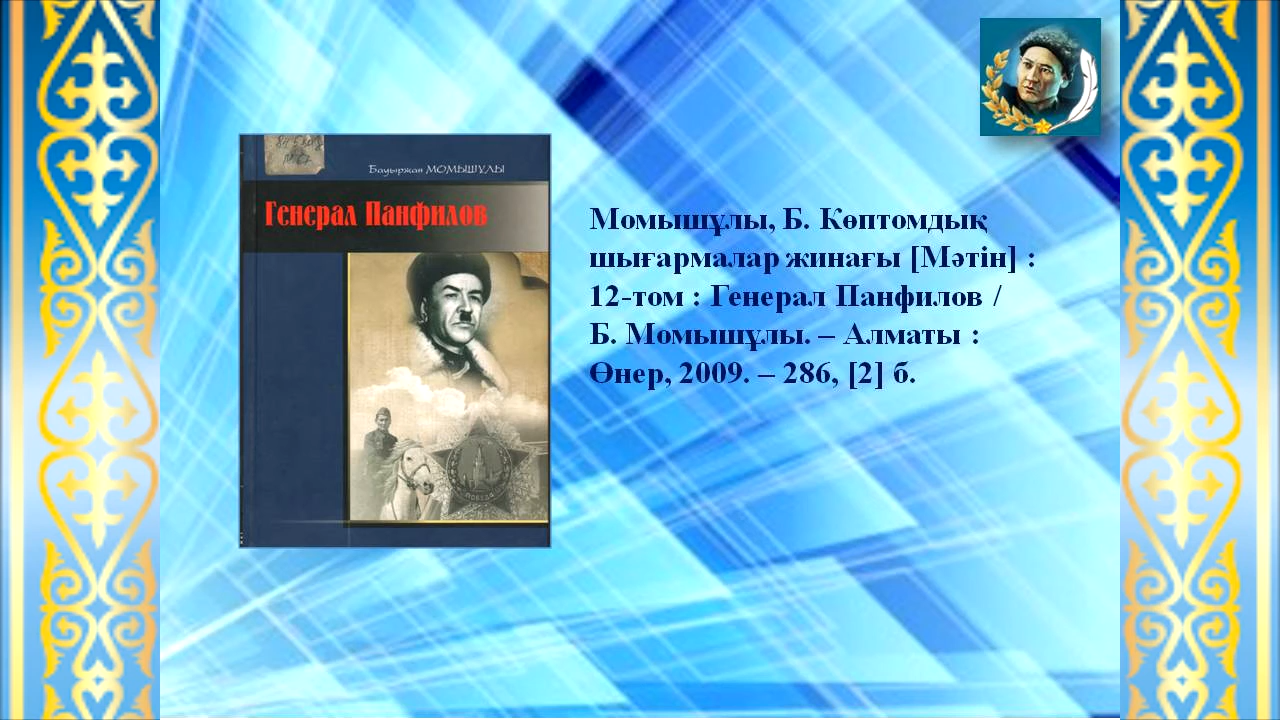 Бауыржан МОМЫШҰЛЫ
Генерал Панфилов
ПОБЕДА
Момышұлы, Б. Көптомдық
шығармалар жинағы [Мәтін] :
12-том : Генерал Панфилов /
Б. Момышұлы. – Алматы :
Өнер, 2009. – 286, [2] б.